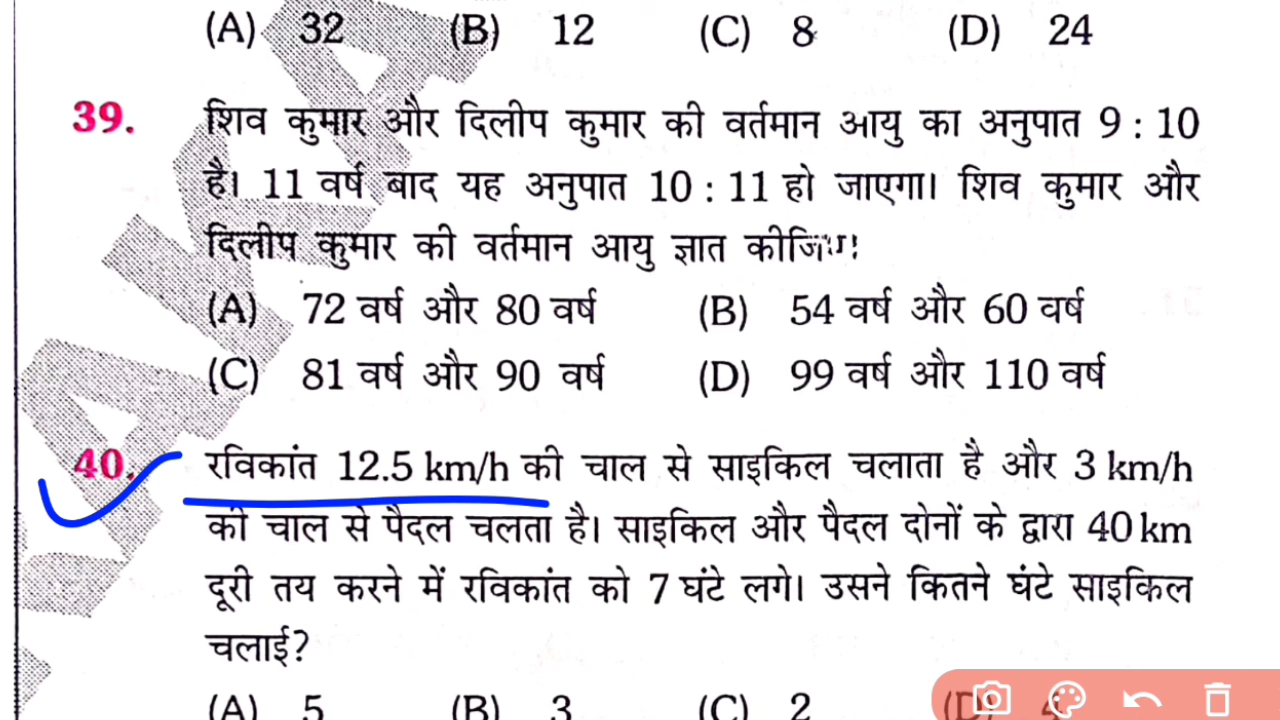 (A) 32 (B) 12 (C) 8 (D) 24
39. शिव कुमार और दिलीप कुमार की वर्तमान आयु का अनुपात 9 : 10
है। 11 वर्ष बाद यह अनुपात 10 : 11 हो जाएगा। शिव कुमार और
दिलीप कुमार की वर्तमान आयु ज्ञात
(A) 72 वर्ष और 80 वर्ष (B) 54 वर्ष और 60 वर्ष
(C) 81 वर्ष और 90 वर्ष (D) 99 वर्ष और 110 वर्ष
40. रविकांत 12.5 km/h की चाल से साइकिल चलाता है और 3 km/h
की चाल से पैदल चलता है। साइकिल और पैदल दोनों के द्वारा 40 km
दूरी तय करने में रविकांत को 7 घंटे लगे। उसने कितने घंटे साइकिल
चलाई?
(A) 5 (B) 3 (C) 2 (D)